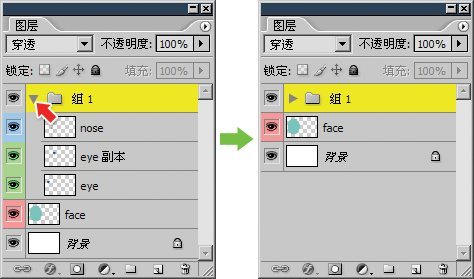 图层
穿透
不透明度: 100%
锁定:
填充: 100%
组 1
nose
eye 副本
eye
face
背景
图层
穿透
不透明度: 100%
锁定:
填充: 100%
组 1
face
背景